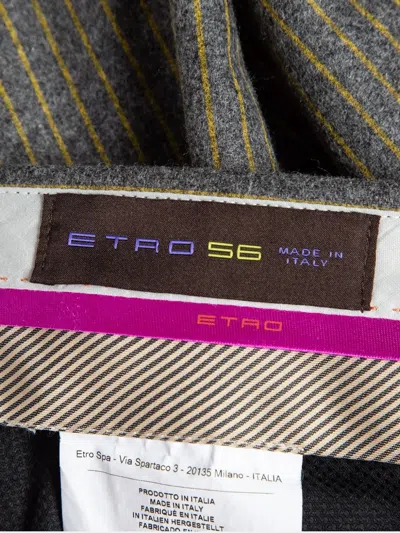 ETRO 56 MADE IN
ITALY
ETRO
Etro Spa - Via Spartaco 3 - 20135 Milano - ITALIA
PRODOTTO IN ITALIA
MADE IN ITALY
FABRIQUÉ EN ITALIE
IN ITALIEN HERGESTELLT
FABRICADO EN